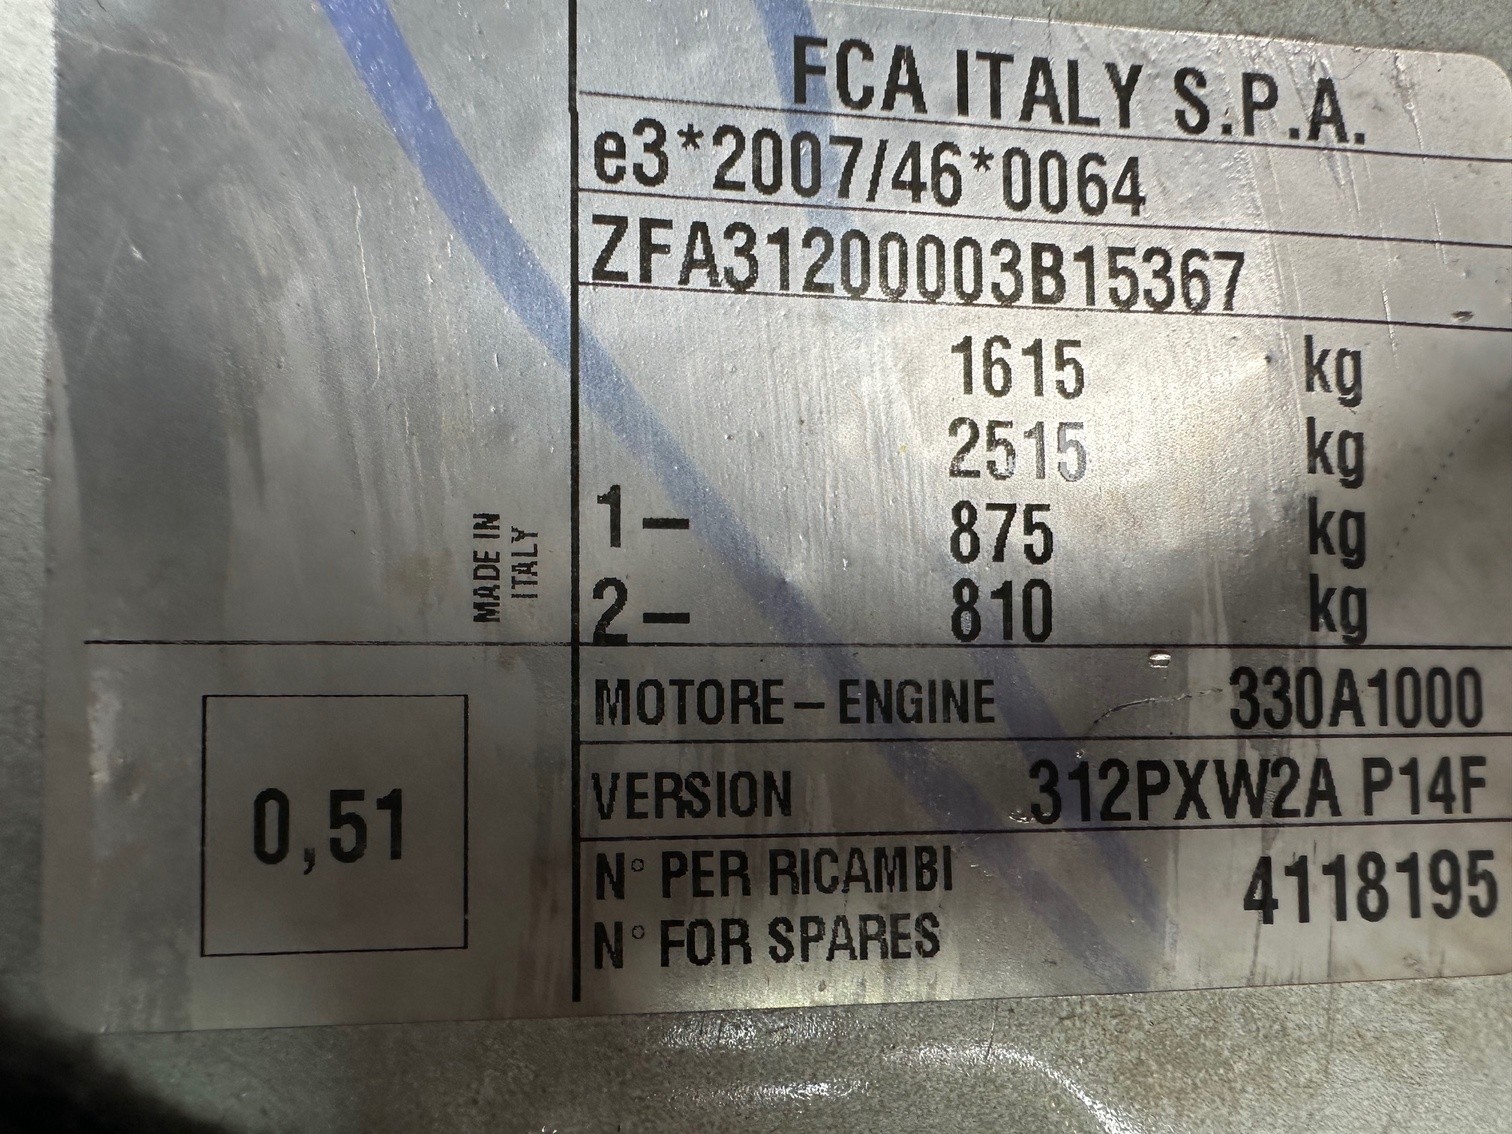 FCA ITALY S.P.A.
e3*2007/46*0064
ZFA31200003B15367
1615 kg
2515 kg
1– 875 kg
2– 810 kg
MADE IN
ITALY
MOTORE – ENGINE 330A1000
VERSION 312PXW2A P14F
0,51
N° PER RICAMBI 4118195
N° FOR SPARES